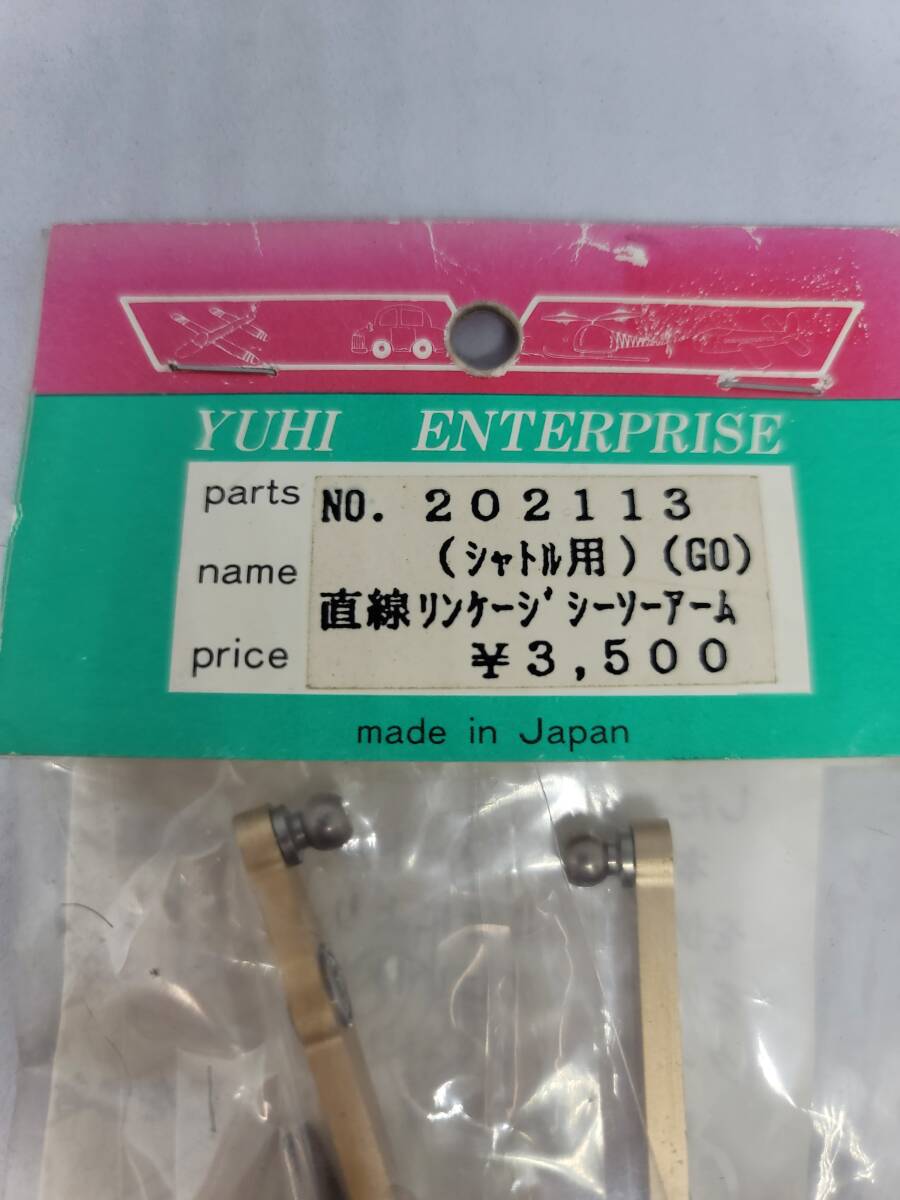 YUHI ENTERPRISE
parts NO. 202113
name (シャトル用) (GO)
直線リンケージシーソーアーム
price ¥3,500
made in Japan